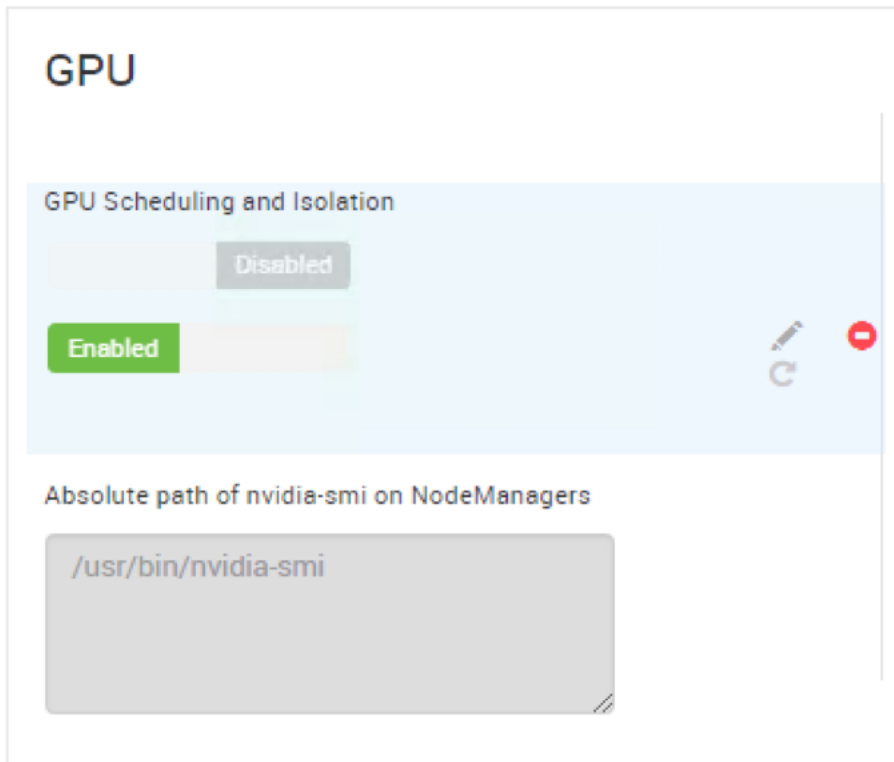 GPU
GPU Scheduling and Isolation
Disabled
Enabled
Absolute path of nvidia-smi on NodeManagers
/usr/bin/nvidia-smi